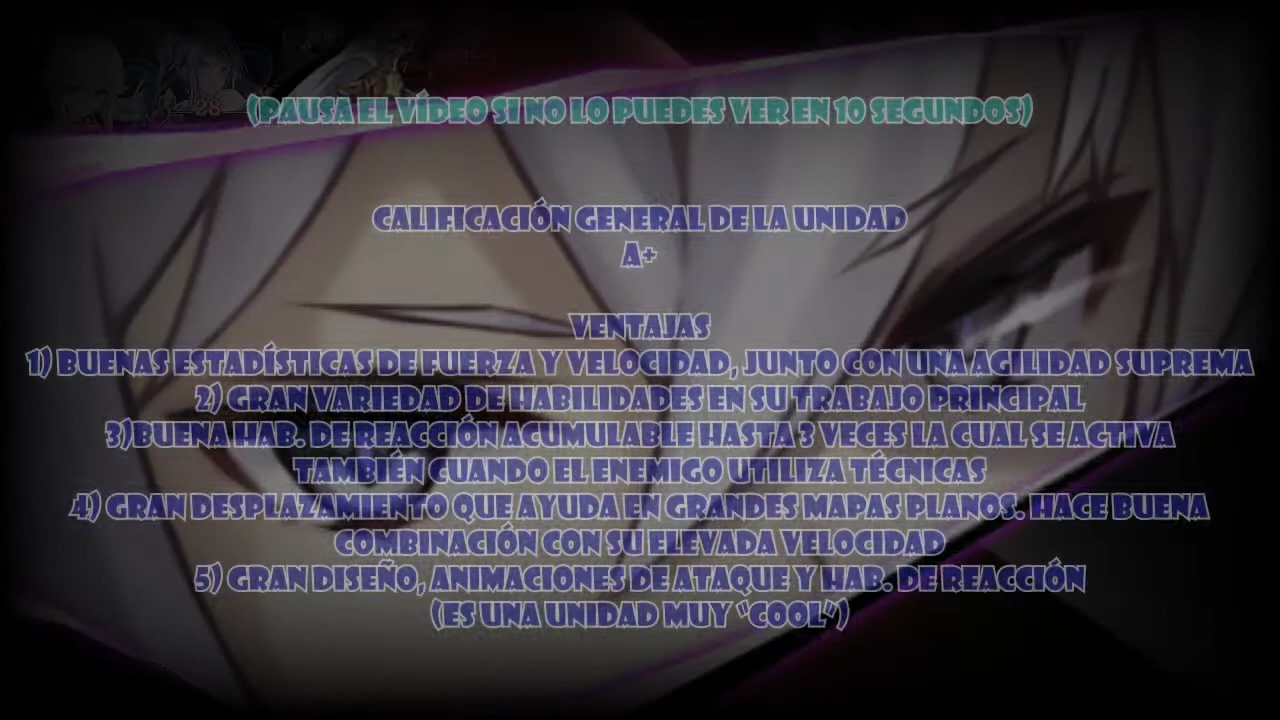 28
(PAUSA EL VÍDEO SI NO LO PUEDES VER EN 10 SEGUNDOS)
CALIFICACIÓN GENERAL DE LA UNIDAD
A+
VENTAJAS
1) BUENAS ESTADÍSTICAS DE FUERZA Y VELOCIDAD, JUNTO CON UNA AGILIDAD SUPREMA
2) GRAN VARIEDAD DE HABILIDADES EN SU TRABAJO PRINCIPAL
3)BUENA HAB. DE REACCIÓN ACUMULABLE HASTA 3 VECES LA CUAL SE ACTIVA
TAMBIÉN CUANDO EL ENEMIGO UTILIZA TÉCNICAS
4) GRAN DESPLAZAMIENTO QUE AYUDA EN GRANDES MAPAS PLANOS. HACE BUENA
COMBINACIÓN CON SU ELEVADA VELOCIDAD
5) GRAN DISEÑO, ANIMACIONES DE ATAQUE Y HAB. DE REACCIÓN
(ES UNA UNIDAD MUY "COOL")